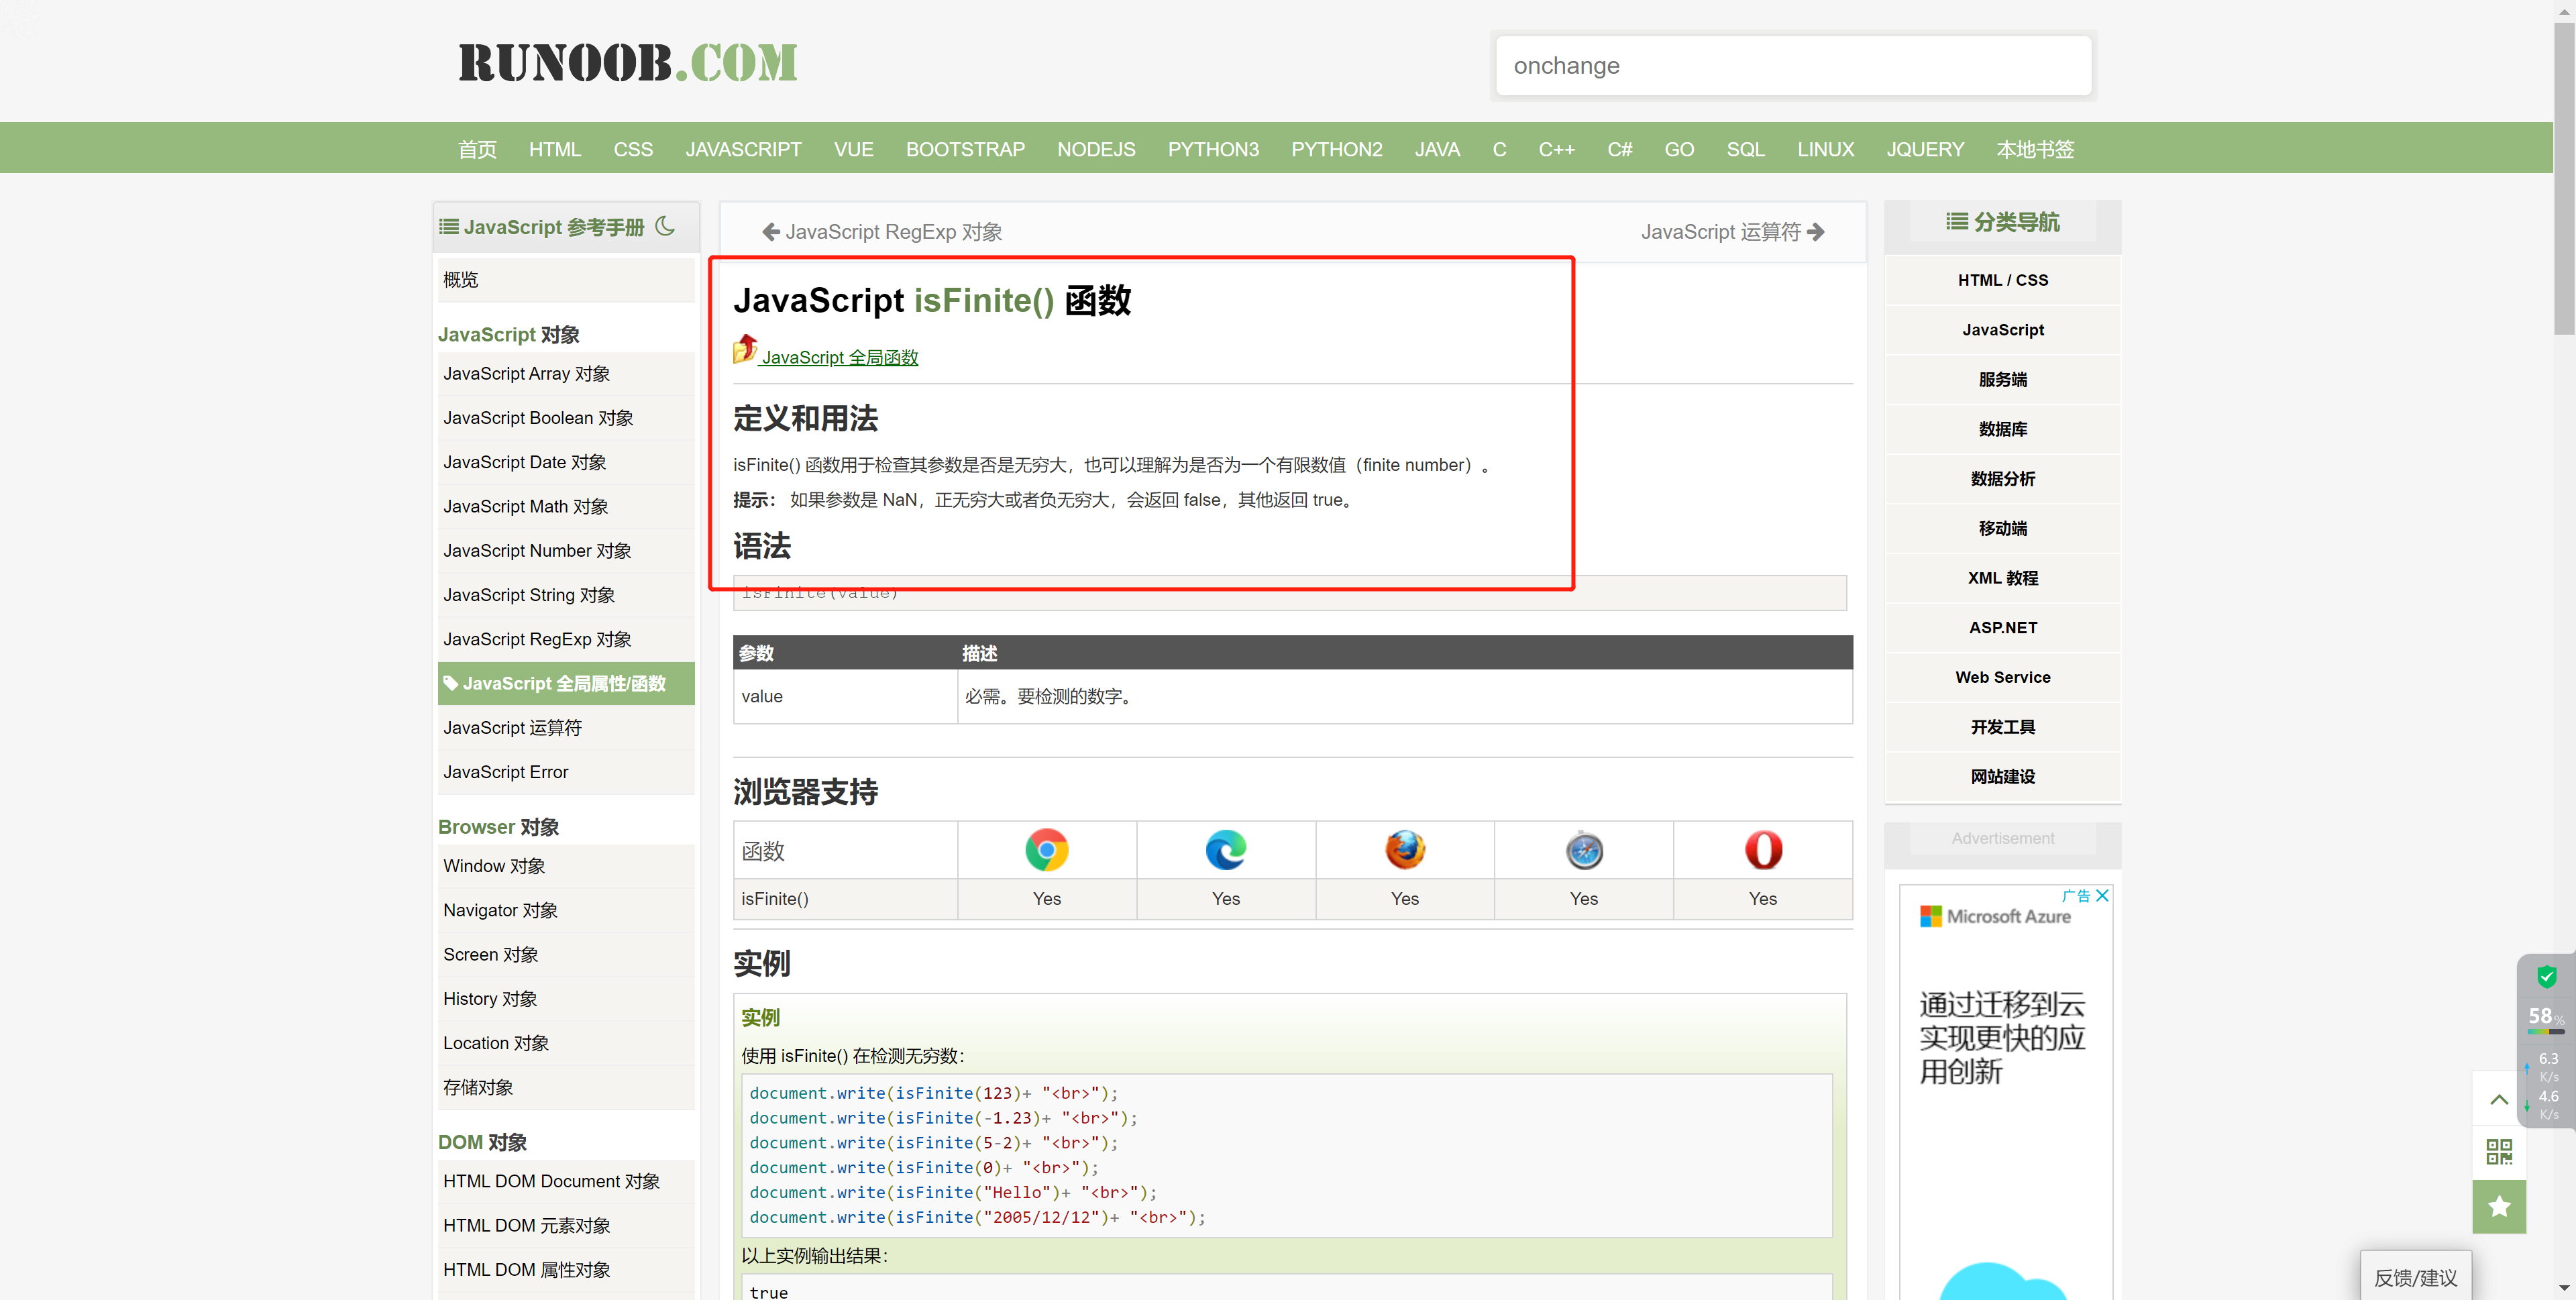 RUNOOB.COM
onchange
首页 HTML CSS JAVASCRIPT VUE BOOTSTRAP NODEJS PYTHON3 PYTHON2 JAVA C C++ C# GO SQL LINUX JQUERY 本地书签
JavaScript 参考手册
概览
JavaScript 对象
JavaScript Array 对象
JavaScript Boolean 对象
JavaScript Date 对象
JavaScript Math 对象
JavaScript Number 对象
JavaScript String 对象
JavaScript RegExp 对象
JavaScript 全局属性/函数
JavaScript 运算符
JavaScript Error
Browser 对象
Window 对象
Navigator 对象
Screen 对象
History 对象
Location 对象
存储对象
DOM 对象
HTML DOM Document 对象
HTML DOM 元素对象
HTML DOM 属性对象
JavaScript RegExp 对象
JavaScript 运算符
JavaScript isFinite() 函数
JavaScript 全局函数
定义和用法
isFinite() 函数用于检查其参数是否是无穷大，也可以理解为是否为一个有限数值（finite number）。
提示： 如果参数是 NaN，正无穷大或者负无穷大，会返回 false，其他返回 true。
语法
isFinite(value)
参数 描述
value 必需。要检测的数字。
浏览器支持
函数
isFinite() Yes Yes Yes Yes Yes
实例
实例
使用 isFinite() 在检测无穷数：
document.write(isFinite(123)+ "<br>");
document.write(isFinite(-1.23)+ "<br>");
document.write(isFinite(5-2)+ "<br>");
document.write(isFinite(0)+ "<br>");
document.write(isFinite("Hello")+ "<br>");
document.write(isFinite("2005/12/12")+ "<br>");
以上实例输出结果：
true
分类导航
HTML / CSS
JavaScript
服务端
数据库
数据分析
移动端
XML 教程
ASP.NET
Web Service
开发工具
网站建设
Advertisement
广告
Microsoft Azure
通过迁移到云
实现更快的应
用创新
58%
6.3
K/s
4.6
K/s
反馈/建议